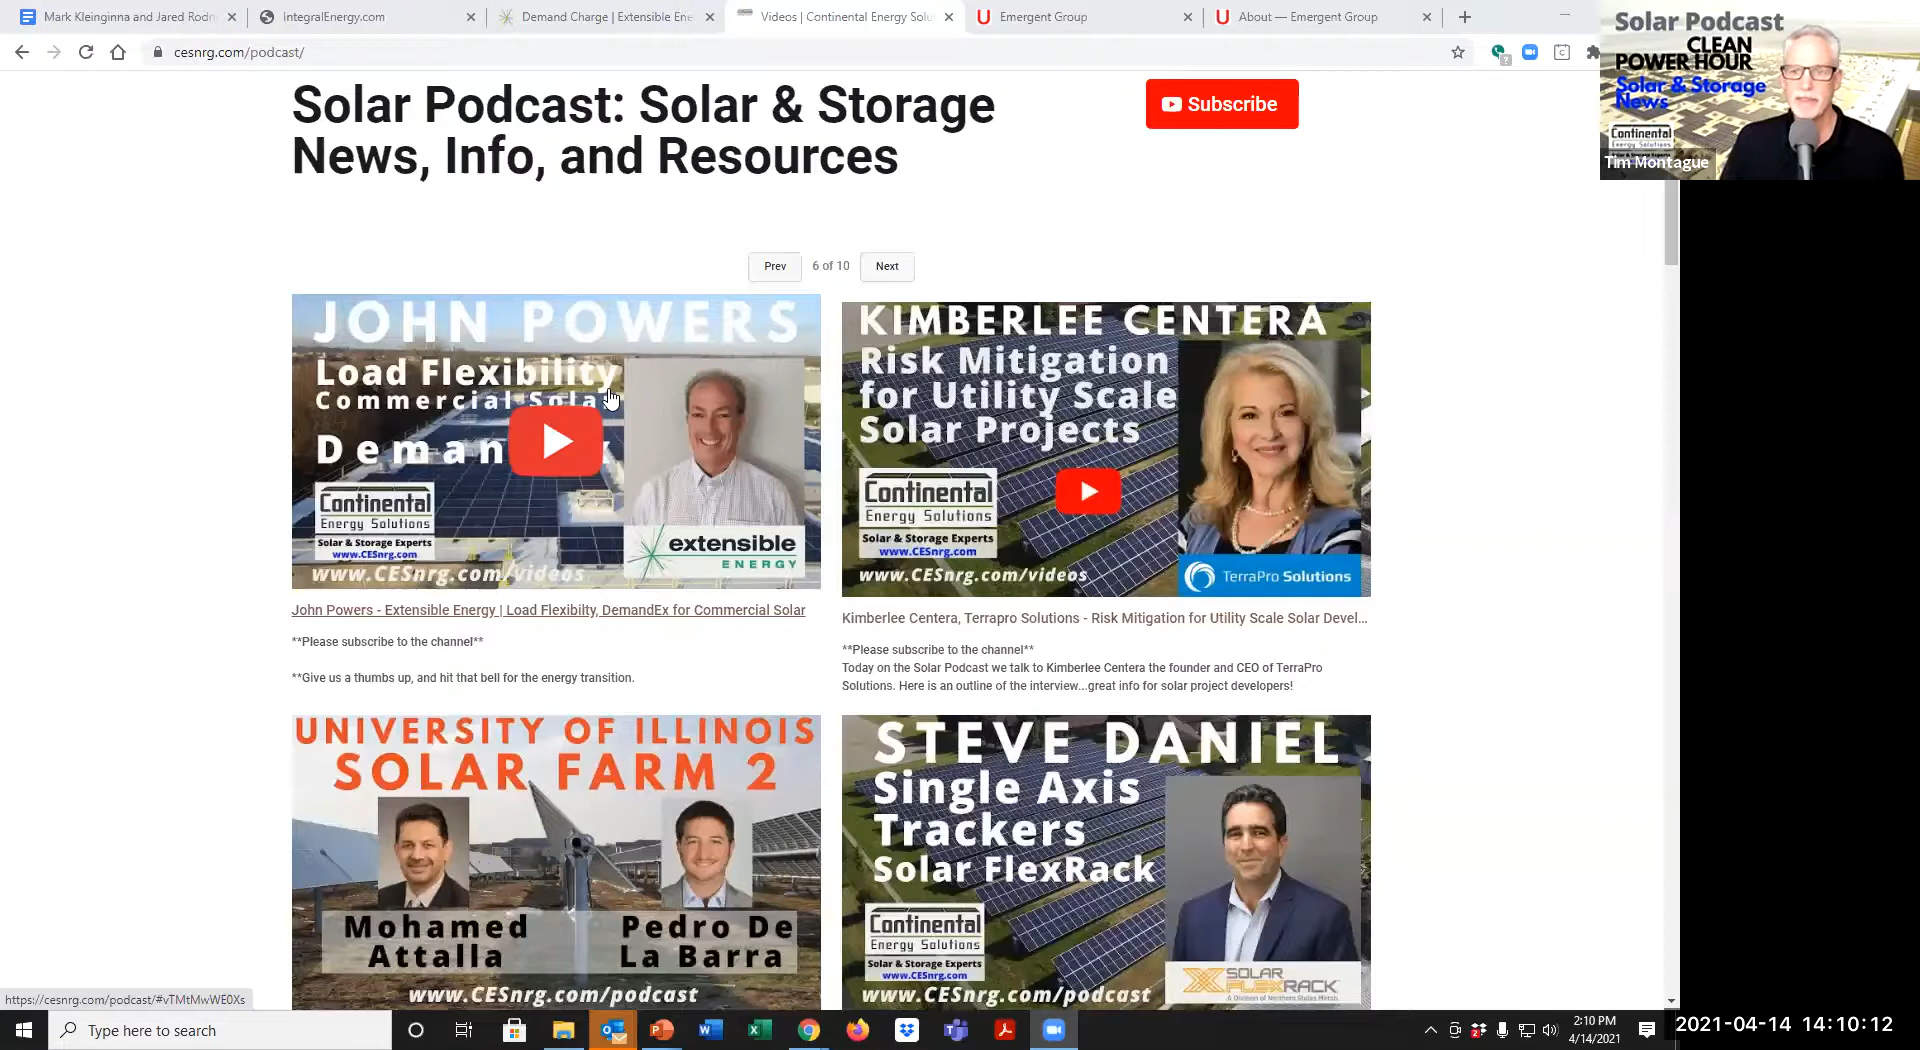 Mark Kleinginna and Jared Rodri
IntegralEnergy.com
Demand Charge | Extensible Ene
Videos | Continental Energy Solu
Emergent Group
About — Emergent Group
cesnrg.com/podcast/
Solar Podcast
CLEAN
POWER HOUR
Solar & Storage
News
Continental
Energy Solutions
Tim Montague
Solar Podcast: Solar & Storage
News, Info, and Resources
Subscribe
Prev
6 of 10
Next
JOHN POWERS
Load Flexibility
Commercial Solar
Continental
Energy Solutions
Solar & Storage Experts
www.CESnrg.com
www.CESnrg.com/videos
extensible
ENERGY
KIMBERLEE CENTERA
Risk Mitigation
for Utility Scale
Solar Projects
Continental
Energy Solutions
Solar & Storage Experts
www.CESnrg.com
www.CESnrg.com/videos
TerraPro Solutions
John Powers - Extensible Energy | Load Flexibilty, DemandEx for Commercial Solar
**Please subscribe to the channel**
**Give us a thumbs up, and hit that bell for the energy transition.
Kimberlee Centera, Terrapro Solutions - Risk Mitigation for Utility Scale Solar Devel...
**Please subscribe to the channel**
Today on the Solar Podcast we talk to Kimberlee Centera the founder and CEO of TerraPro
Solutions. Here is an outline of the interview...great info for solar project developers!
UNIVERSITY OF ILLINOIS
SOLAR FARM 2
Mohamed
Attalla
Pedro De
La Barra
www.CESnrg.com/podcast
STEVE DANIEL
Single Axis
Trackers
Solar FlexRack
Continental
Energy Solutions
Solar & Storage Experts
www.CESnrg.com
www.CESnrg.com/podcast
SOLAR
FLEXRACK
A Division of Northern States Metals
https://cesnrg.com/podcast/#vTMtMwWE0Xs
Type here to search
2:10 PM
4/14/2021
2021-04-14 14:10:12